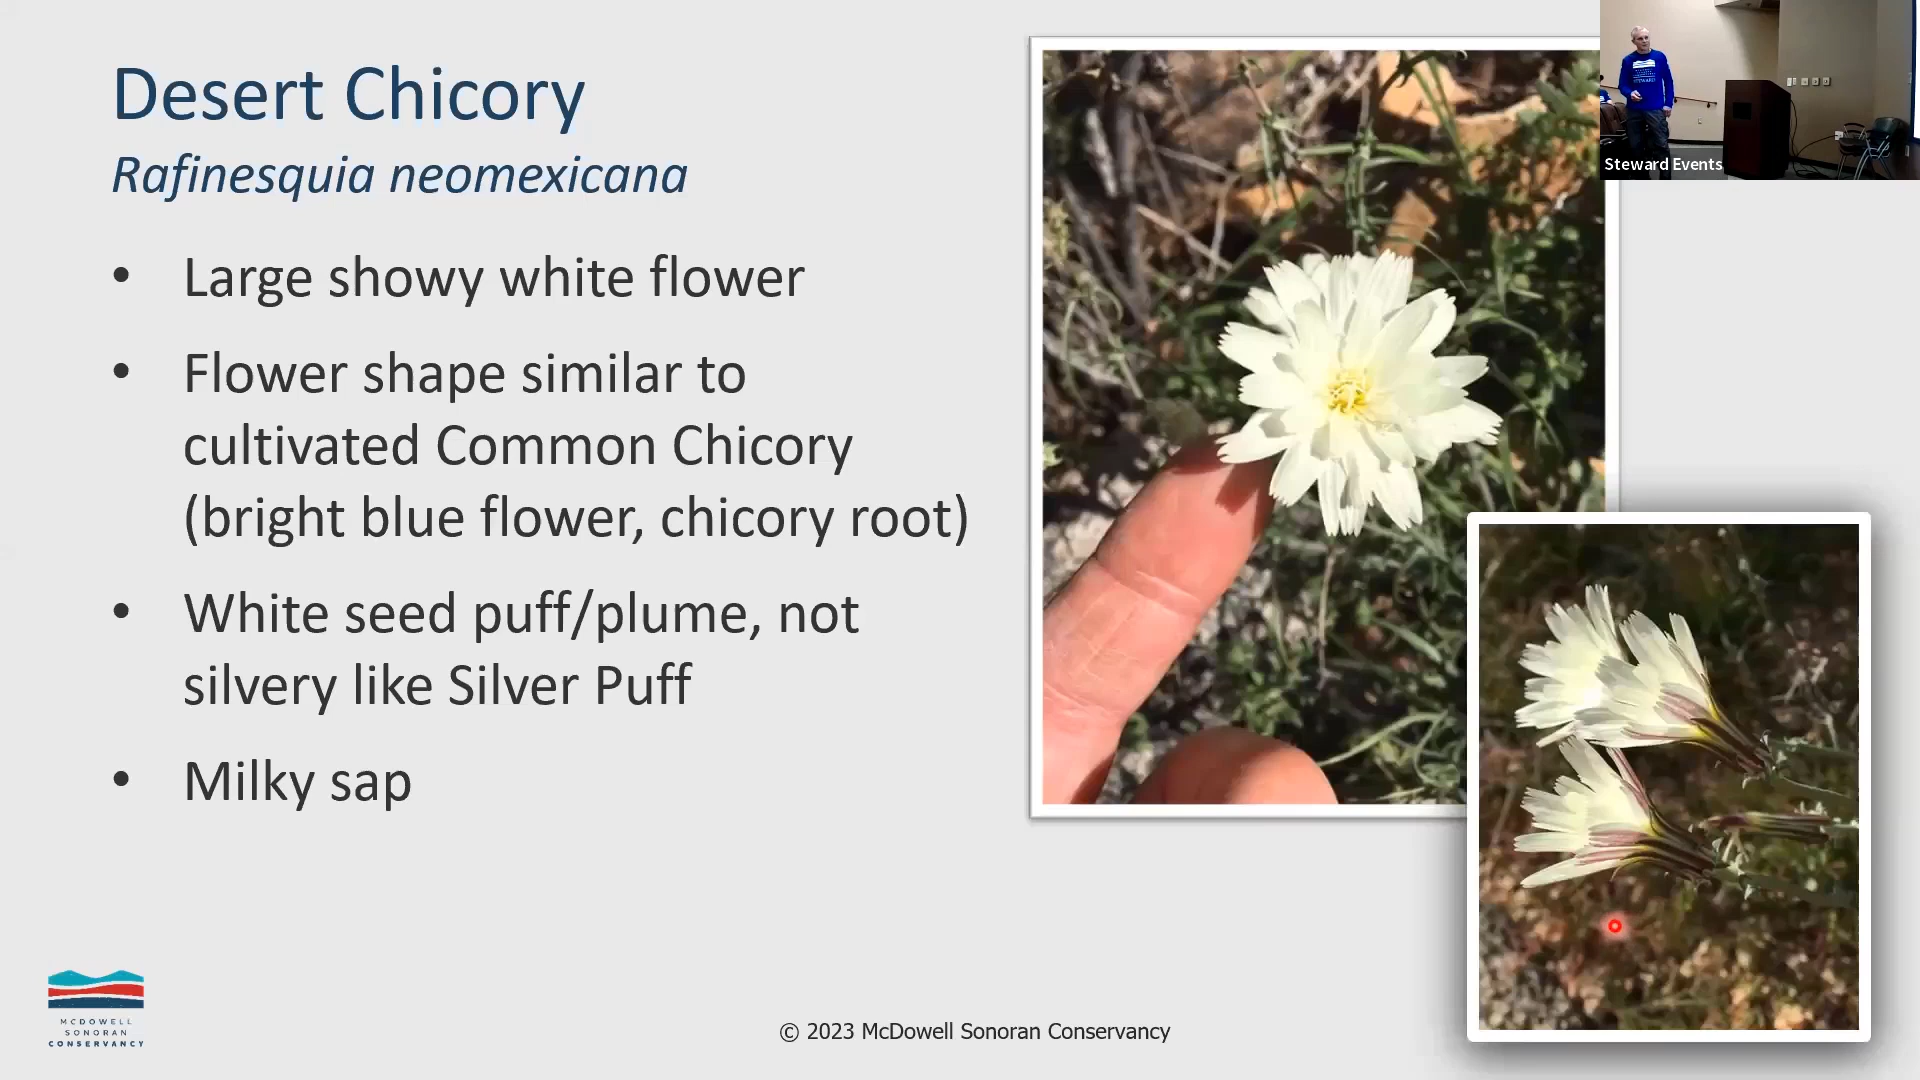 Desert Chicory
Rafinesquia neomexicana
• Large showy white flower
• Flower shape similar to
cultivated Common Chicory
(bright blue flower, chicory root)
• White seed puff/plume, not
silvery like Silver Puff
• Milky sap
Steward Events
MCDOWELL
SONORAN
CONSERVANCY
© 2023 McDowell Sonoran Conservancy